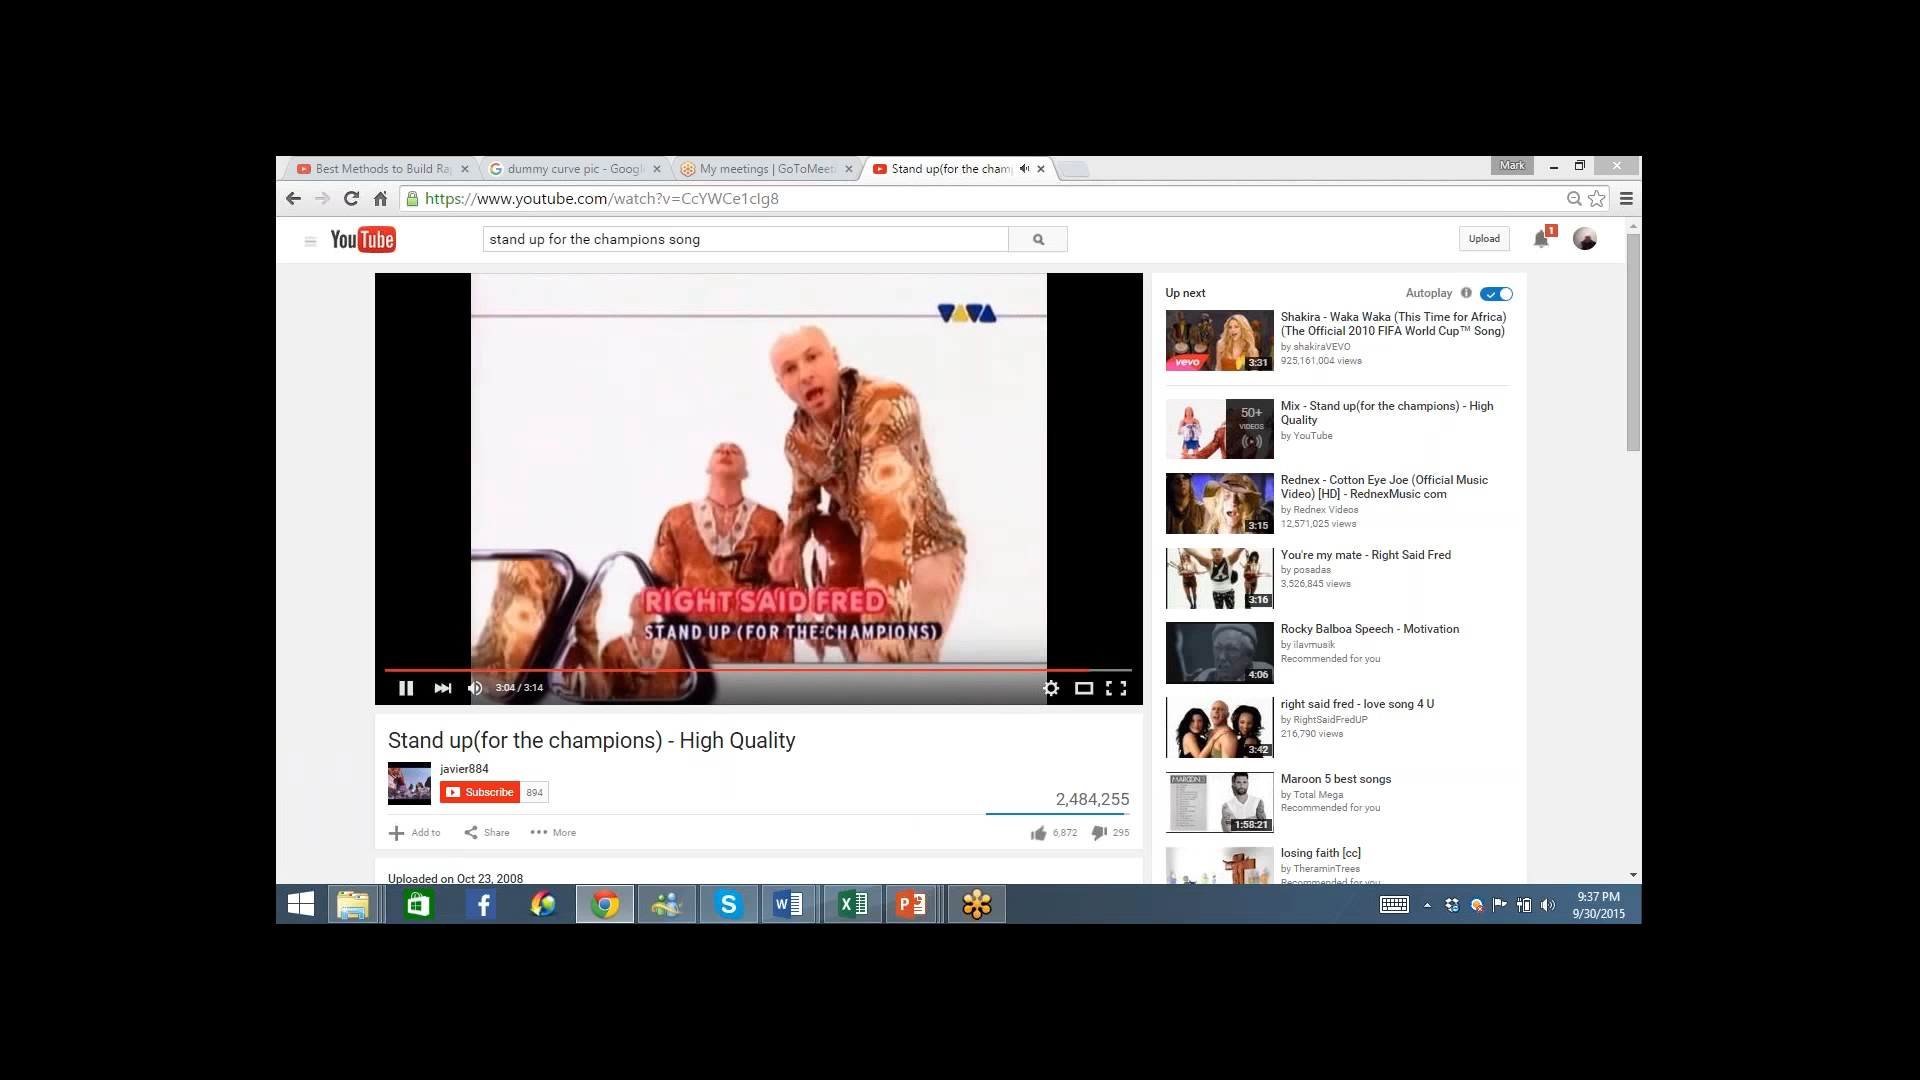 Best Methods to Build Ra
dummy curve pic - Googl
My meetings | GoToMeeti
Stand up(for the cham
Mark
https://www.youtube.com/watch?v=CcYWCe1cIg8
YouTube
stand up for the champions song
Upload
1
VIVA
RIGHT SAID FRED
STAND UP (FOR THE CHAMPIONS)
3:04 / 3:14
Stand up(for the champions) - High Quality
javier884
Subscribe
894
2,484,255
Add to
Share
More
6,872
295
Uploaded on Oct 23, 2008
Up next
Autoplay
Shakira - Waka Waka (This Time for Africa)
(The Official 2010 FIFA World Cup™ Song)
by shakiraVEVO
925,161,004 views
vevo
3:31
Mix - Stand up(for the champions) - High
Quality
by YouTube
50+
VIDEOS
Rednex - Cotton Eye Joe (Official Music
Video) [HD] - RednexMusic com
by Rednex Videos
12,571,025 views
3:15
You're my mate - Right Said Fred
by posadas
3,526,845 views
3:16
Rocky Balboa Speech - Motivation
by ilavmusik
Recommended for you
4:06
right said fred - love song 4 U
by RightSaidFredUP
216,790 views
3:42
Maroon 5 best songs
by Total Mega
Recommended for you
MAROON 5
1:58:21
losing faith [cc]
by TheraminTrees
Recommended for you
9:37 PM
9/30/2015